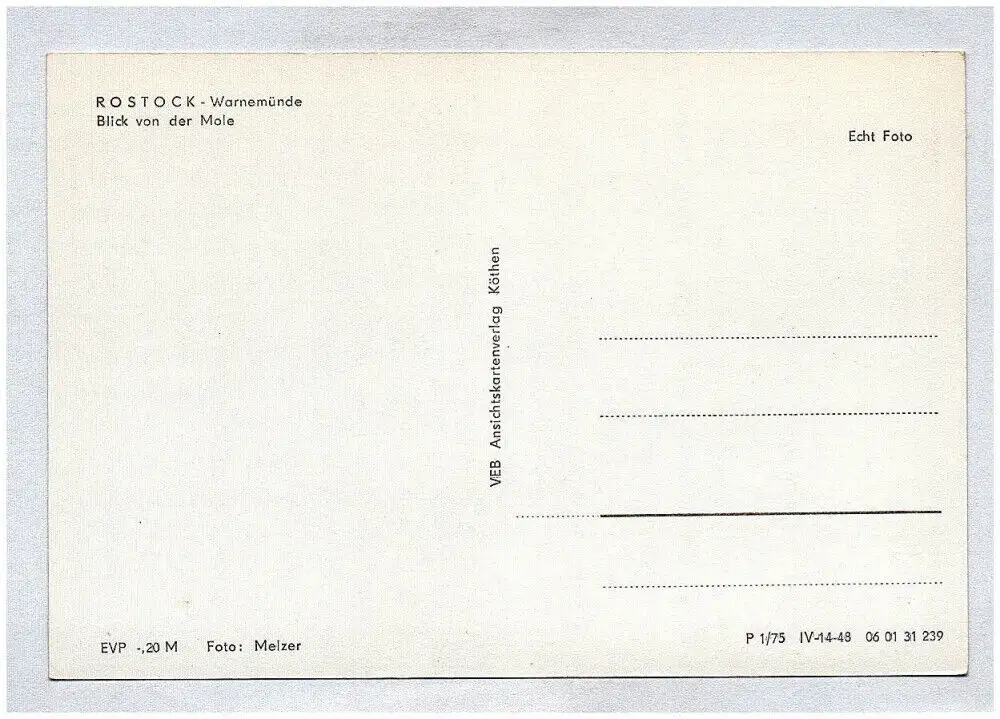 ROSTOCK - Warnemünde
Blick von der Mole
Echt Foto
VEB Ansichtskartenverlag Köthen
EVP -,20 M Foto: Melzer
P 1/75 IV-14-48 06 01 31 239